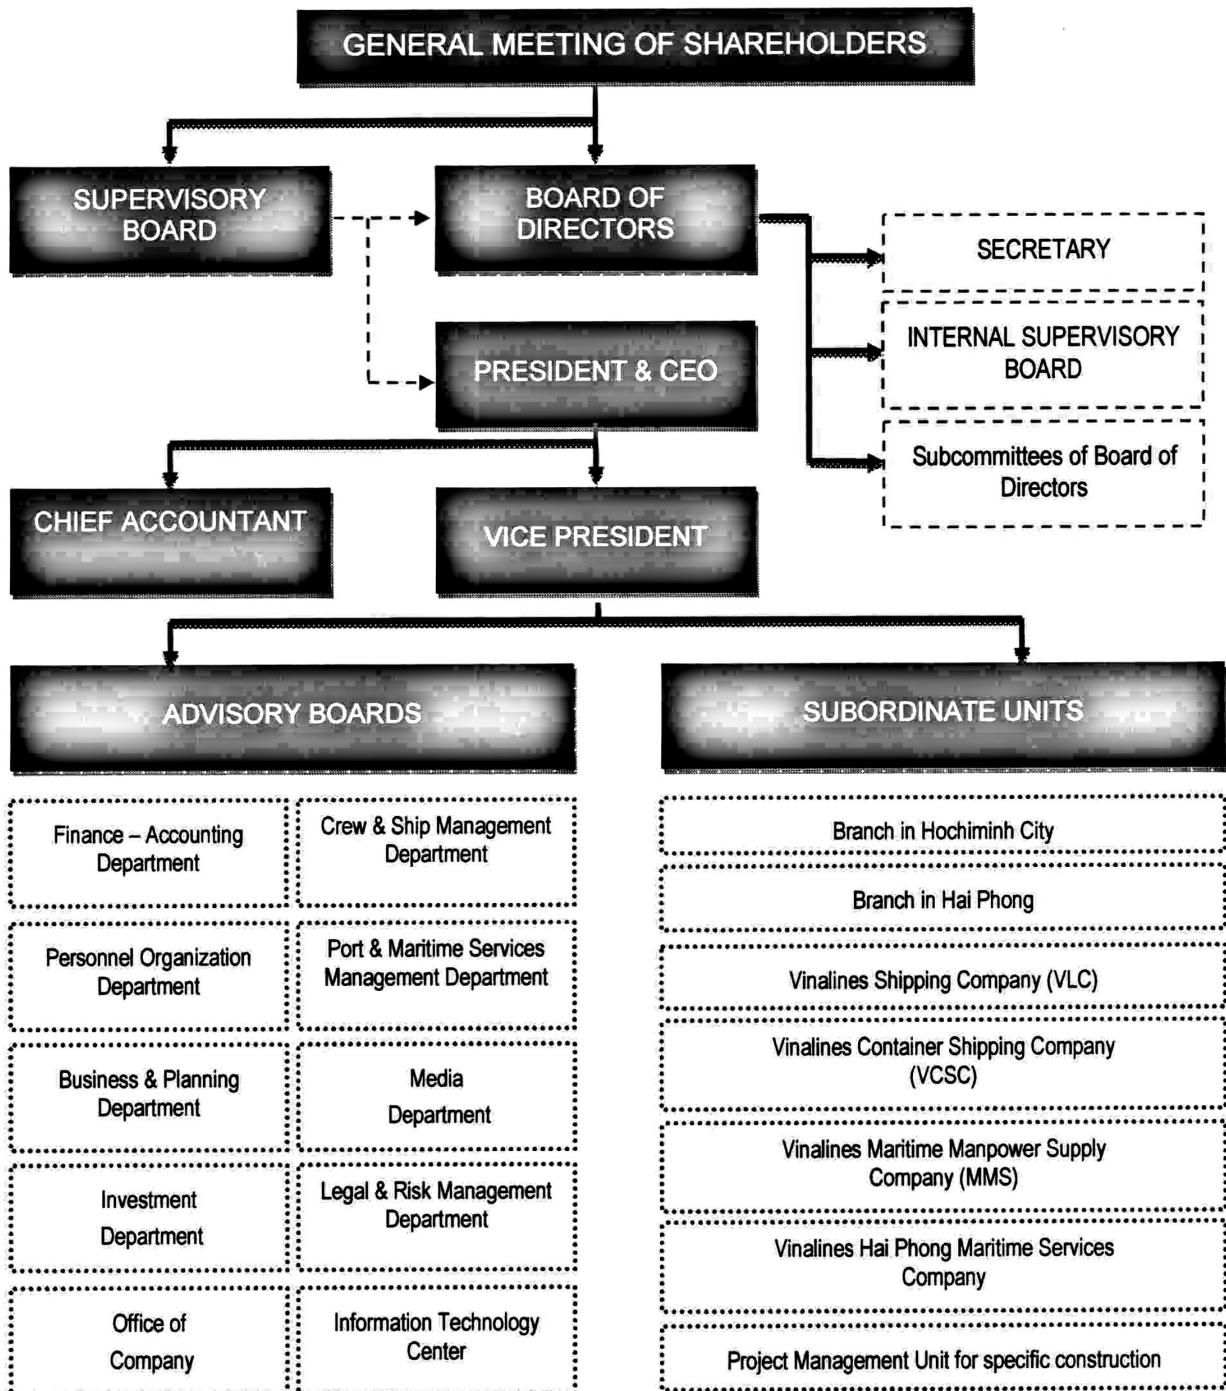 GENERAL MEETING OF SHAREHOLDERS
SUPERVISORY
BOARD
BOARD OF
DIRECTORS
SECRETARY
INTERNAL SUPERVISORY
BOARD
Subcommittees of Board of
Directors
PRESIDENT & CEO
CHIEF ACCOUNTANT
VICE PRESIDENT
ADVISORY BOARDS
Finance – Accounting
Department
Crew & Ship Management
Department
Personnel Organization
Department
Port & Maritime Services
Management Department
Business & Planning
Department
Media
Department
Investment
Department
Legal & Risk Management
Department
Office of
Company
Information Technology
Center
SUBORDINATE UNITS
Branch in Hochiminh City
Branch in Hai Phong
Vinalines Shipping Company (VLC)
Vinalines Container Shipping Company
(VCSC)
Vinalines Maritime Manpower Supply
Company (MMS)
Vinalines Hai Phong Maritime Services
Company
Project Management Unit for specific construction